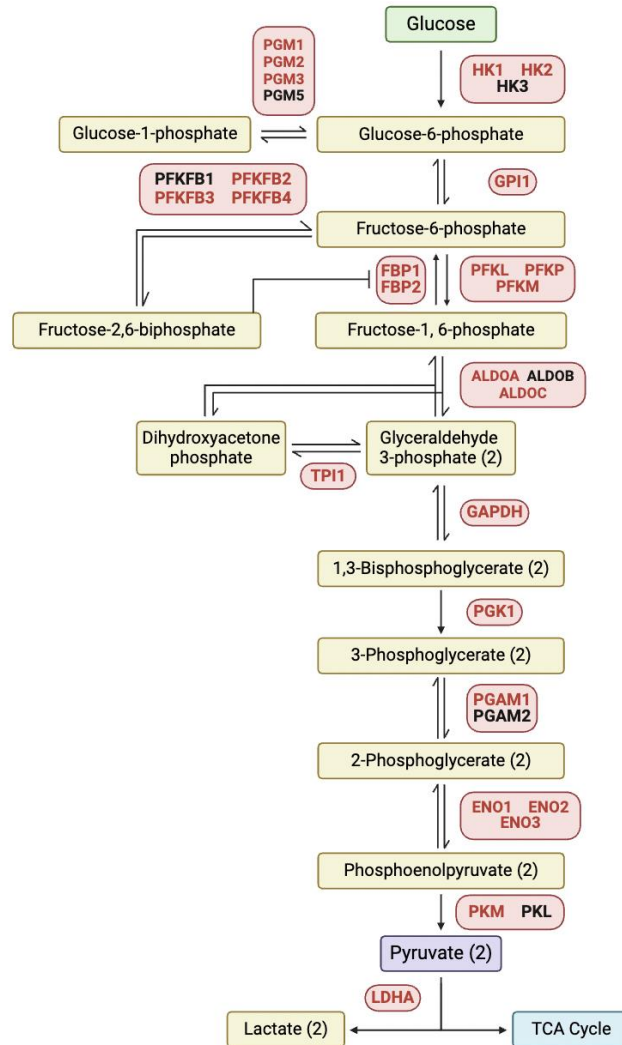 Glucose
PGM1
PGM2
PGM3
PGM5
HK1 HK2
HK3
Glucose-1-phosphate
Glucose-6-phosphate
PFKFB1 PFKFB2
PFKFB3 PFKFB4
GPI1
Fructose-6-phosphate
FBP1
FBP2
PFKL PFKP
PFKM
Fructose-2,6-biphosphate
Fructose-1, 6-phosphate
ALDOA ALDOB
ALDOC
Dihydroxyacetone
phosphate
Glyceraldehyde
3-phosphate (2)
TPI1
GAPDH
1,3-Bisphosphoglycerate (2)
PGK1
3-Phosphoglycerate (2)
PGAM1
PGAM2
2-Phosphoglycerate (2)
ENO1 ENO2
ENO3
Phosphoenolpyruvate (2)
PKM PKL
Pyruvate (2)
LDHA
Lactate (2)
TCA Cycle